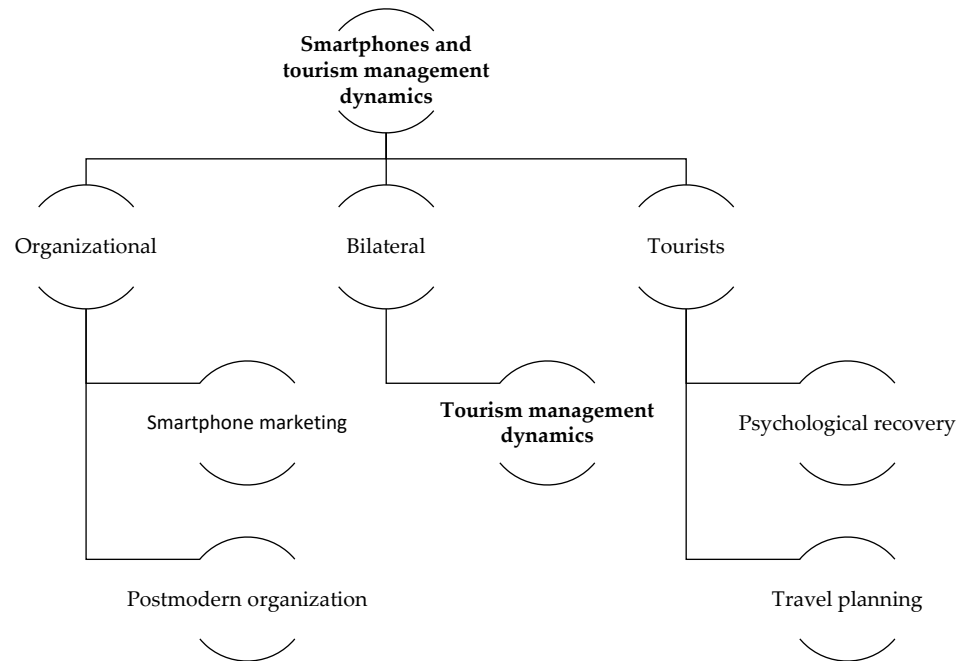 Smartphones and
tourism management
dynamics
Organizational
Bilateral
Tourists
Smartphone marketing
Tourism management
dynamics
Psychological recovery
Postmodern organization
Travel planning